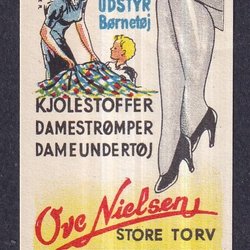 UDSTYR
Børnetøj
KJOLESTOFFER
DAMESTRØMPER
DAMEUNDERTØJ
Ove Nielsen
STORE TORV